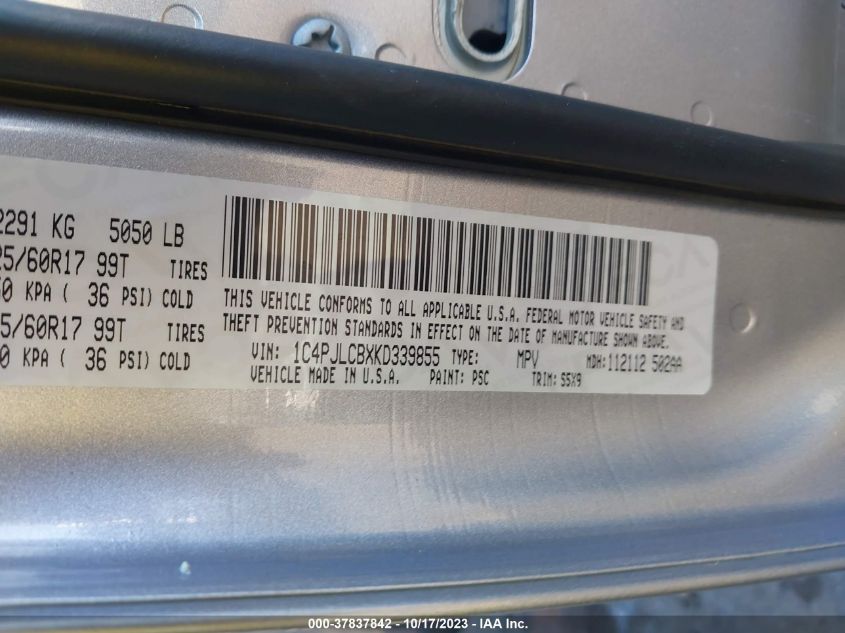 2291 KG 5050 LB
25/60R17 99T TIRES
50 KPA ( 36 PSI) COLD
25/60R17 99T TIRES
50 KPA ( 36 PSI) COLD
THIS VEHICLE CONFORMS TO ALL APPLICABLE U.S.A. FEDERAL MOTOR VEHICLE SAFETY AND
THEFT PREVENTION STANDARDS IN EFFECT ON THE DATE OF MANUFACTURE SHOWN ABOVE.
VIN: 1C4PJLCBXKD339855 TYPE: MPV MDH: 112112 502AA
VEHICLE MADE IN U.S.A. PAINT: PSC TRIM: S5X9
000-37837842 - 10/17/2023 - IAA Inc.